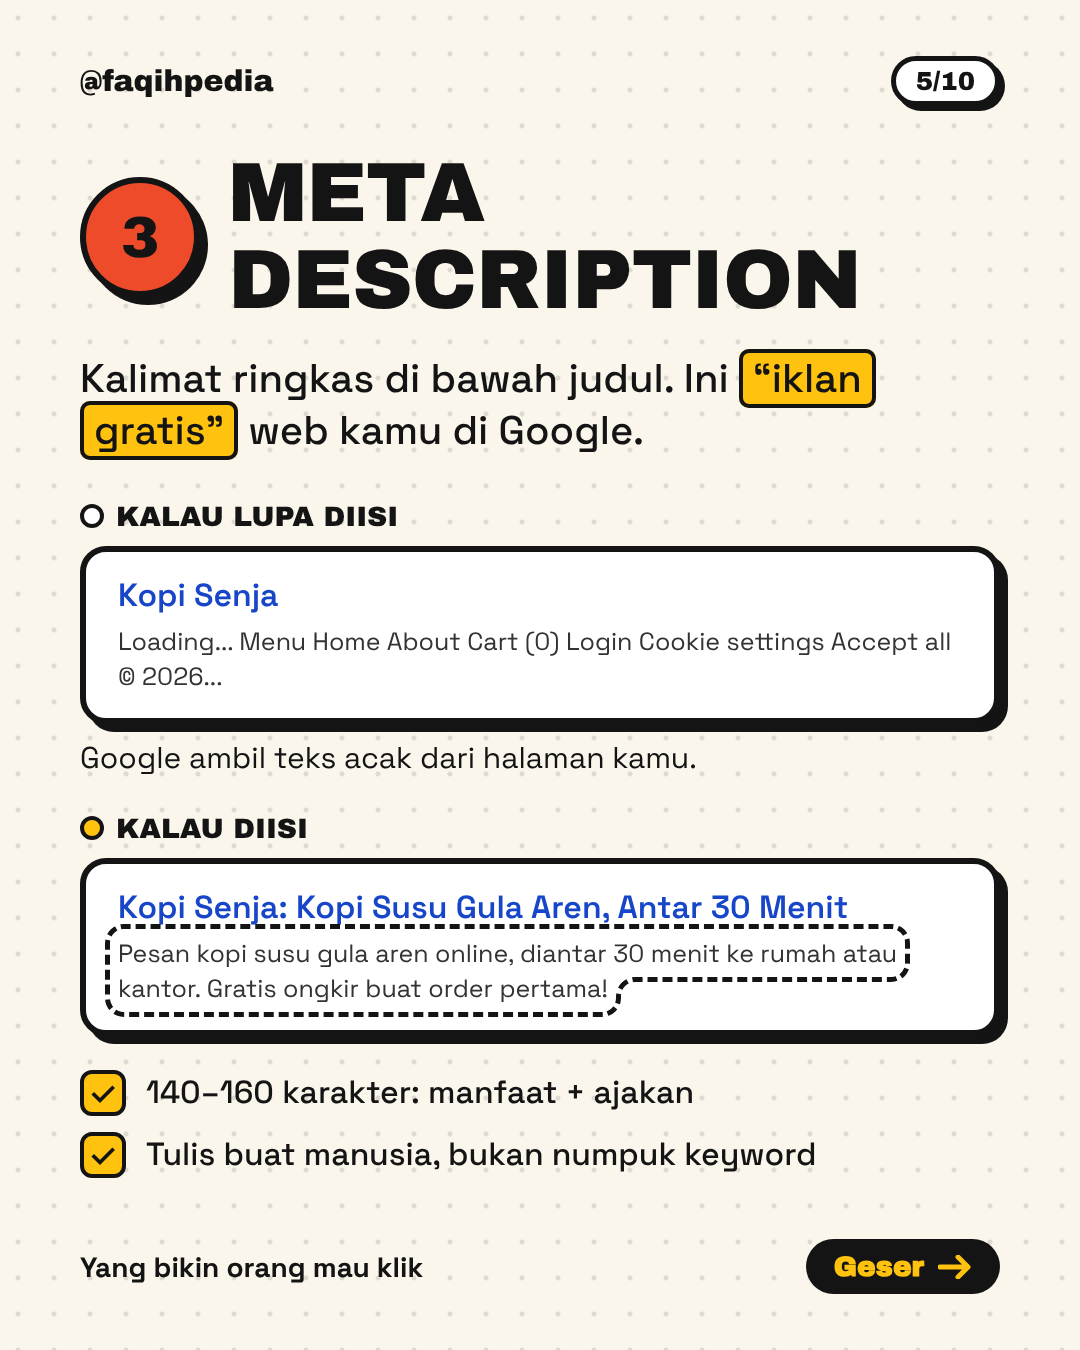 @faqihpedia
5/10
3
META
DESCRIPTION
Kalimat ringkas di bawah judul. Ini “iklan
gratis” web kamu di Google.
KALAU LUPA DIISI
Kopi Senja
Loading... Menu Home About Cart (0) Login Cookie settings Accept all
© 2026...
Google ambil teks acak dari halaman kamu.
KALAU DIISI
Kopi Senja: Kopi Susu Gula Aren, Antar 30 Menit
Pesan kopi susu gula aren online, diantar 30 menit ke rumah atau
kantor. Gratis ongkir buat order pertama!
140–160 karakter: manfaat + ajakan
Tulis buat manusia, bukan numpuk keyword
Yang bikin orang mau klik
Geser →